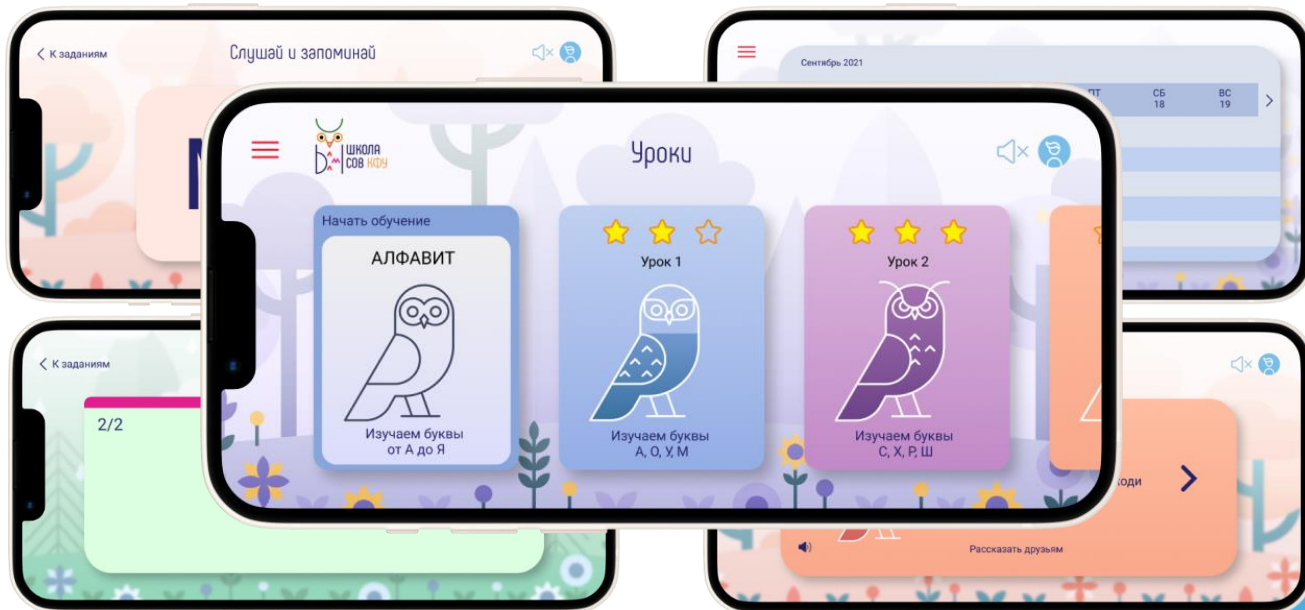 К заданиям
Слушай и запоминай
Сентябрь 2021
СБ
18
ВС
19
ШКОЛА
СОВ КФУ
Уроки
Начать обучение
АЛФАВИТ
Изучаем буквы
от А до Я
Урок 1
Изучаем буквы
А, О, У, М
Урок 2
Изучаем буквы
С, Х, Р, Ш
К заданиям
2/2
Рассказать друзьям